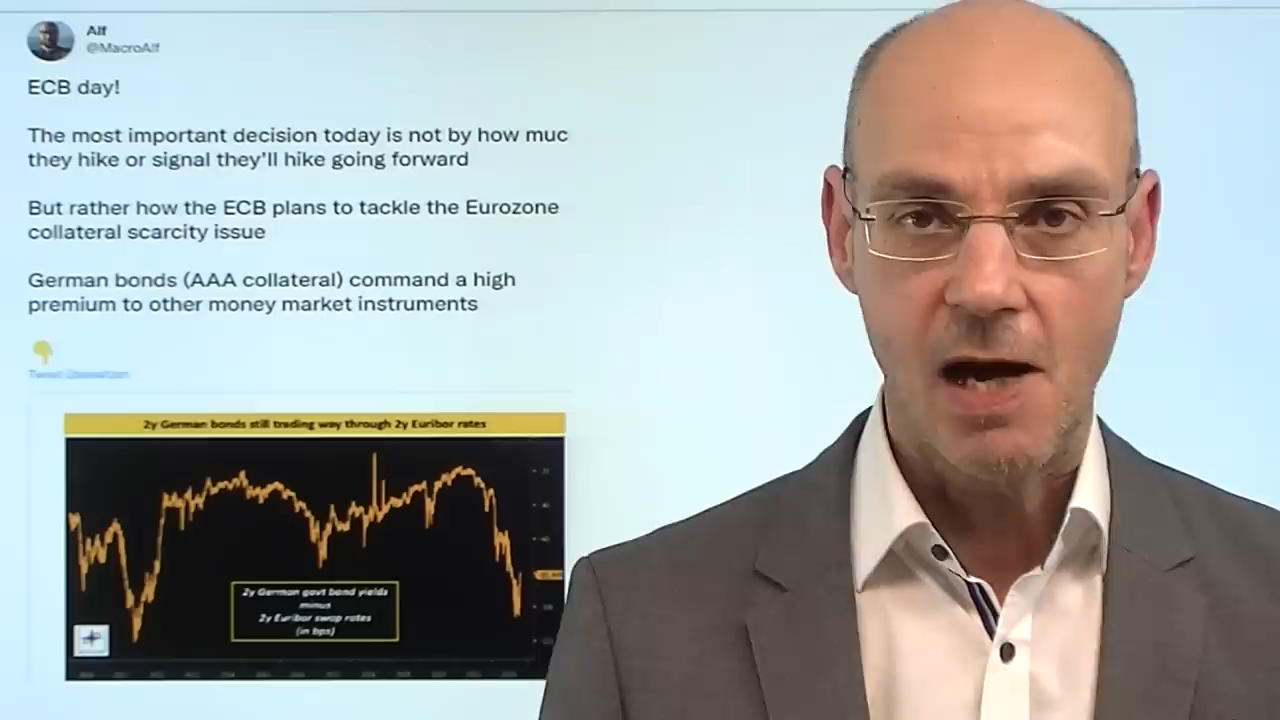 Alf
@MacroAlf
ECB day!
The most important decision today is not by how muc
they hike or signal they'll hike going forward
But rather how the ECB plans to tackle the Eurozone
collateral scarcity issue
German bonds (AAA collateral) command a high
premium to other money market instruments
Tweet übersetzen
2y German bonds still trading way through 2y Euribor rates
2y German govt bond yields
minus
2y Euribor swap rates
(in bps)